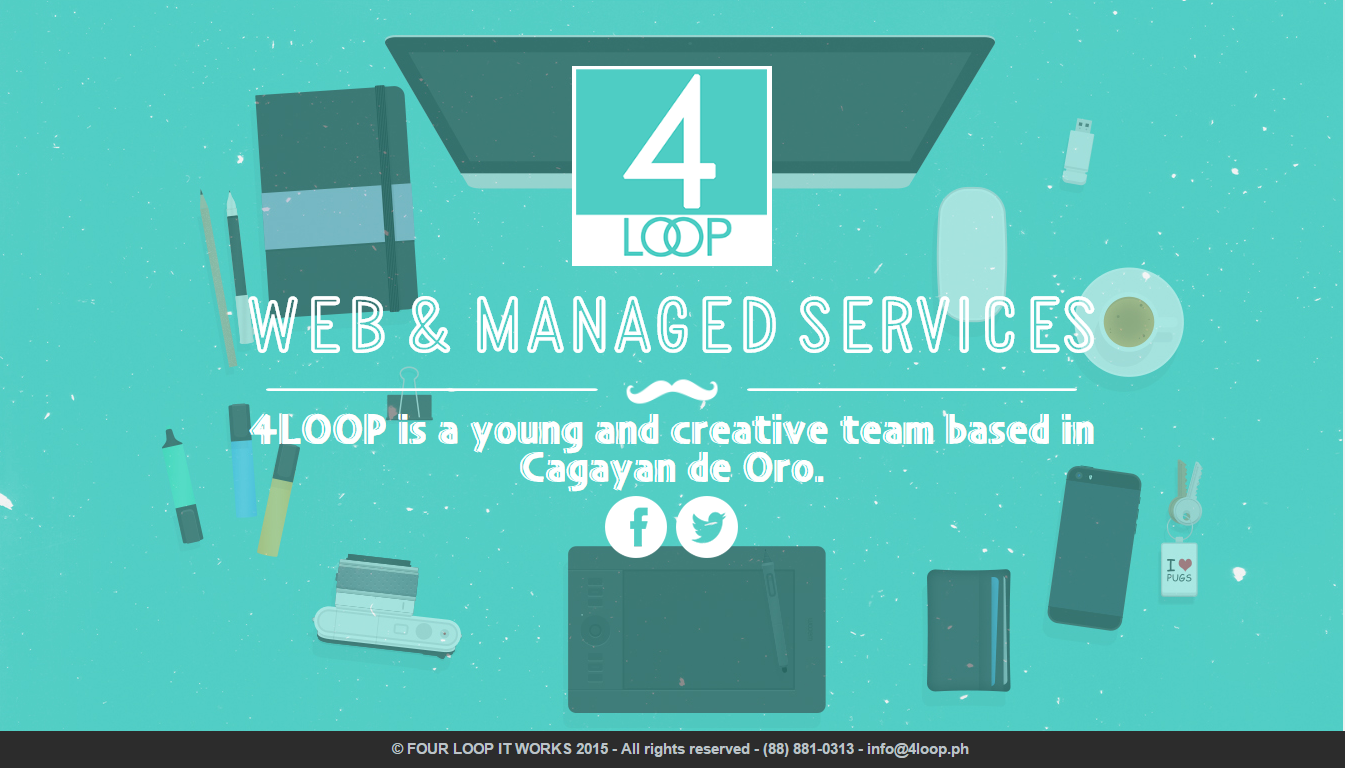 4
LOOP
WEB & MANAGED SERVICES
4LOOP is a young and creative team based in
Cagayan de Oro.
I ♥
PUGS
© FOUR LOOP IT WORKS 2015 - All rights reserved - (88) 881-0313 - info@4loop.ph